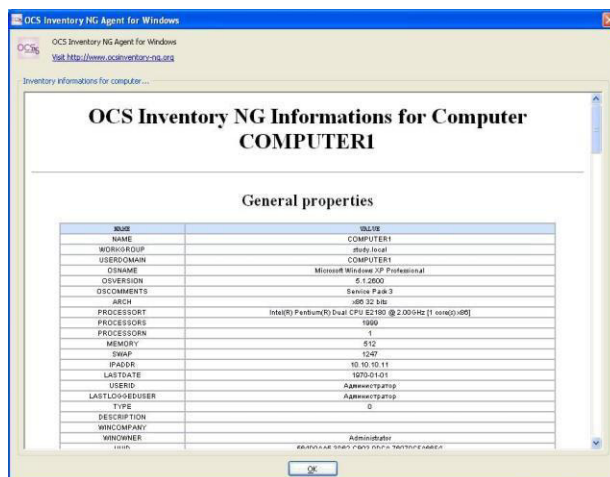 OCS Inventory NG Agent for Windows
OCS Inventory NG Agent for Windows
Visit http://www.ocsinventory-ng.org
Inventory informations for computer...
OCS Inventory NG Informations for Computer
COMPUTER1
General properties
NAME VALUE
NAME COMPUTER1
WORKGROUP study.local
USERDOMAIN COMPUTER1
OSNAME Microsoft Windows XP Professional
OSVERSION 5.1.2600
OSCOMMENTS Service Pack 3
ARCH x86 32 bits
PROCESSORT Intel(R) Pentium(R) Dual CPU E2180 @ 2.00GHz [1 core(s) x86]
PROCESSORS 1999
PROCESSORN 1
MEMORY 512
SWAP 1247
IPADDR 10.10.10.11
LASTDATE 1970-01-01
USERID Администратор
LASTLOGGEDUSER Администратор
TYPE 0
DESCRIPTION
WINCOMPANY
WINOWNER Administrator
UUID
OK